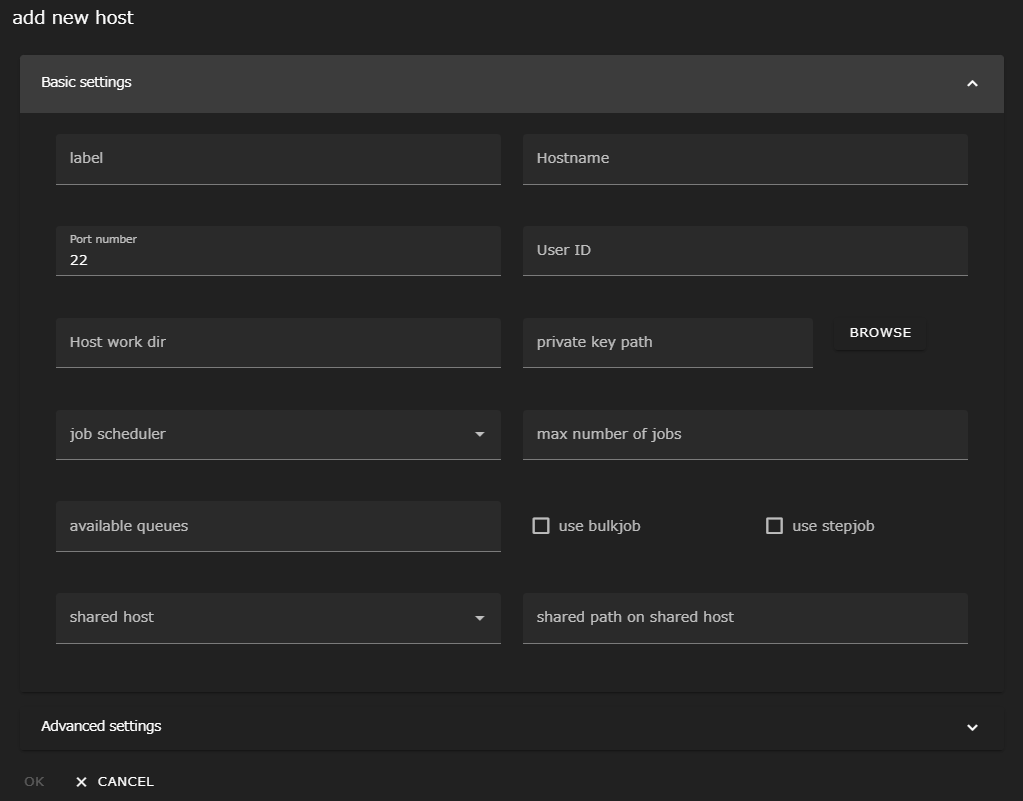 add new host
Basic settings
label
Hostname
Port number
22
User ID
Host work dir
private key path
BROWSE
job scheduler
max number of jobs
available queues
use bulkjob
use stepjob
shared host
shared path on shared host
Advanced settings
OK
CANCEL